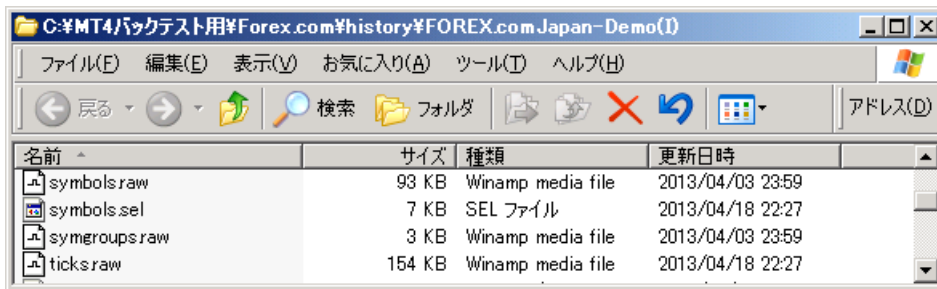 C:¥MT4バックテスト用¥Forex.com¥history¥FOREX.comJapan-Demo(I)
ファイル(F) 編集(E) 表示(V) お気に入り(A) ツール(T) ヘルプ(H)
戻る 検索 フォルダ アドレス(D)
名前 サイズ 種類 更新日時
symbols.raw 93 KB Winamp media file 2013/04/03 23:59
symbols.sel 7 KB SEL ファイル 2013/04/18 22:27
symgroups.raw 3 KB Winamp media file 2013/04/03 23:59
ticks.raw 154 KB Winamp media file 2013/04/18 22:27